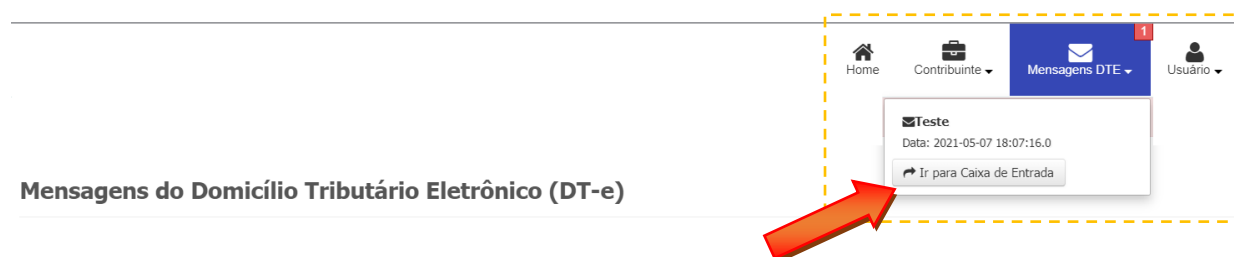 1
Home
Contribuinte
Mensagens DTE
Usuário
Teste
Data: 2021-05-07 18:07:16.0
Ir para Caixa de Entrada
Mensagens do Domicílio Tributário Eletrônico (DT-e)